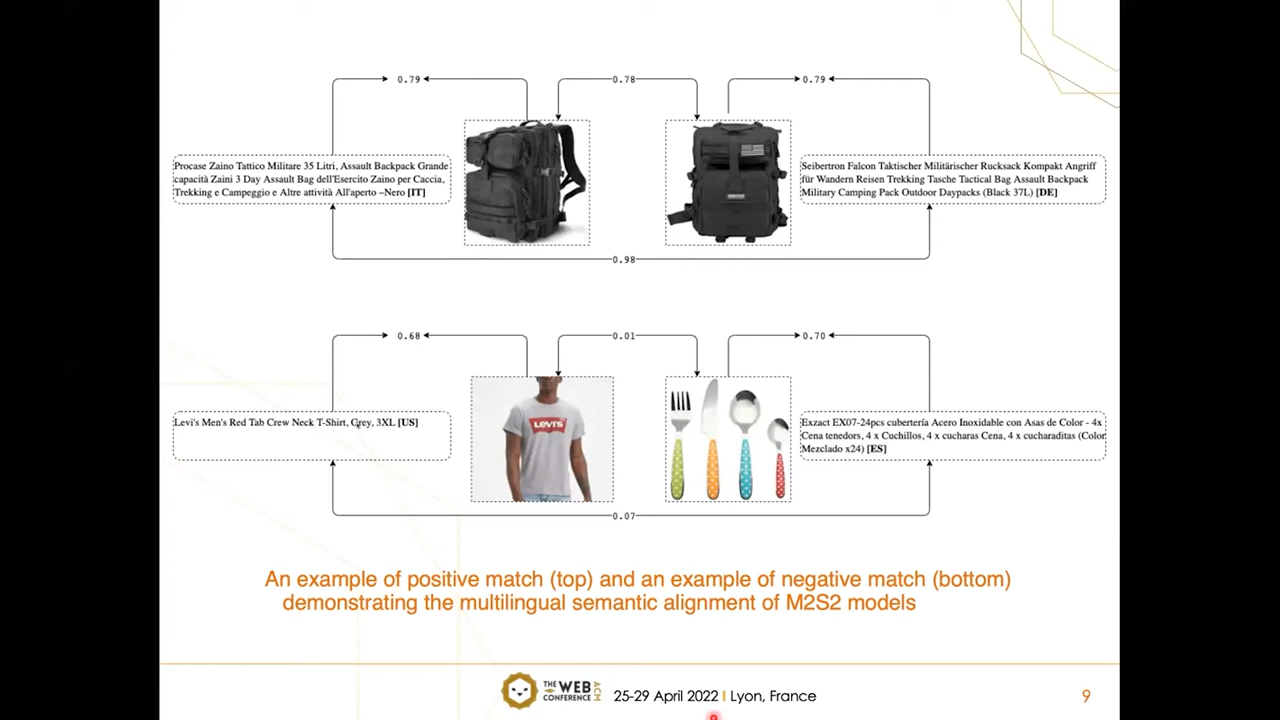 0.79
0.78
0.79
Procase Zaino Tattico Militare 35 Litri, Assault Backpack Grande
capacità Zaini 3 Day Assault Bag dell'Esercito Zaino per Caccia,
Trekking e Campeggio e Altre attività All'aperto –Nero [IT]
Seibertron Falcon Taktischer Militärischer Rucksack Kompakt Angriff
für Wandern Reisen Trekking Tasche Tactical Bag Assault Backpack
Military Camping Pack Outdoor Daypacks (Black 37L) [DE]
0.98
0.68
0.01
0.70
Levi's Men's Red Tab Crew Neck T-Shirt, Grey, 3XL [US]
Levi's
Exzact EX07-24pcs cubertería Acero Inoxidable con Asas de Color - 4x
Cena tenedors, 4 x Cuchillos, 4 x cucharas Cena, 4 x cucharaditas (Color
Mezclado x24) [ES]
0.07
An example of positive match (top) and an example of negative match (bottom)
demonstrating the multilingual semantic alignment of M2S2 models
THE WEB
CONFERENCE
ACM
25-29 April 2022 I Lyon, France
9